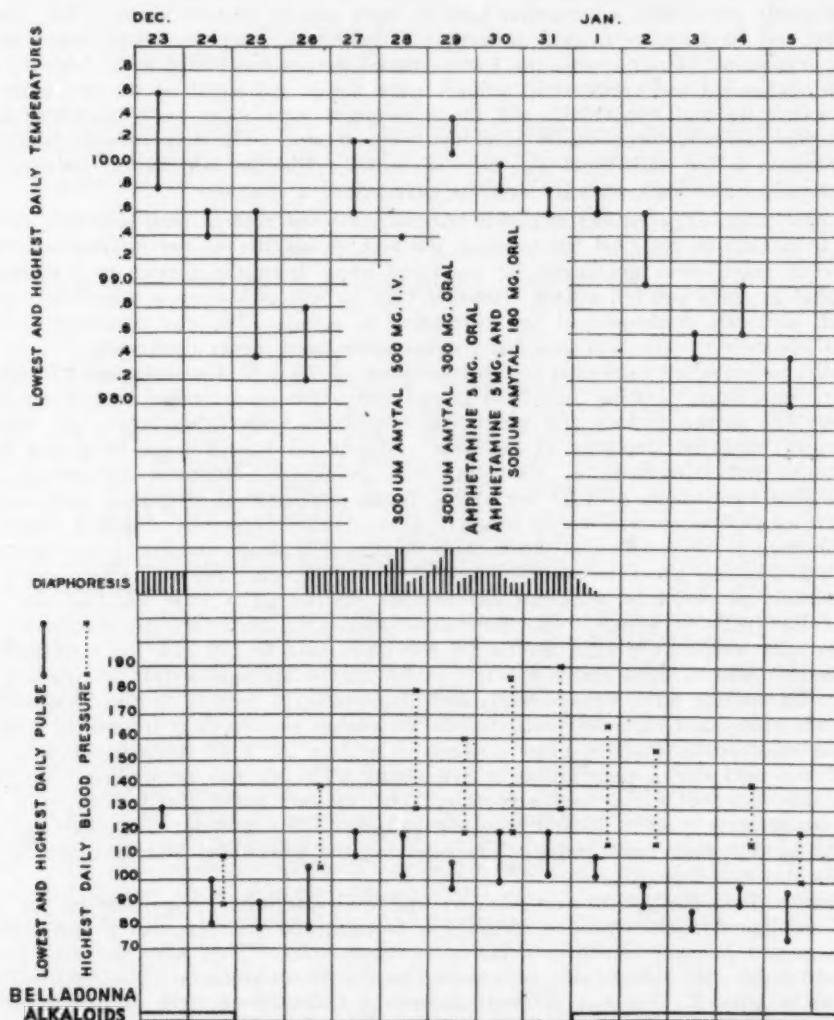 DEC. JAN.
23 24 25 26 27 28 29 30 31 1 2 3 4 5
LOWEST AND HIGHEST DAILY TEMPERATURES
.8
.6
.4
.2
100.0
.8
.6
.4
.2
99.0
.8
.6
.4
.2
98.0
SODIUM AMYTAL 500 MG. I.V.
SODIUM AMYTAL 300 MG. ORAL
AMPHETAMINE 5 MG. ORAL
AMPHETAMINE 5 MG. AND
SODIUM AMYTAL 180 MG. ORAL
DIAPHORESIS
LOWEST AND HIGHEST DAILY PULSE
HIGHEST DAILY BLOOD PRESSURE
190
180
170
160
150
140
130
120
110
100
90
80
70
BELLADONNA
ALKALOIDS